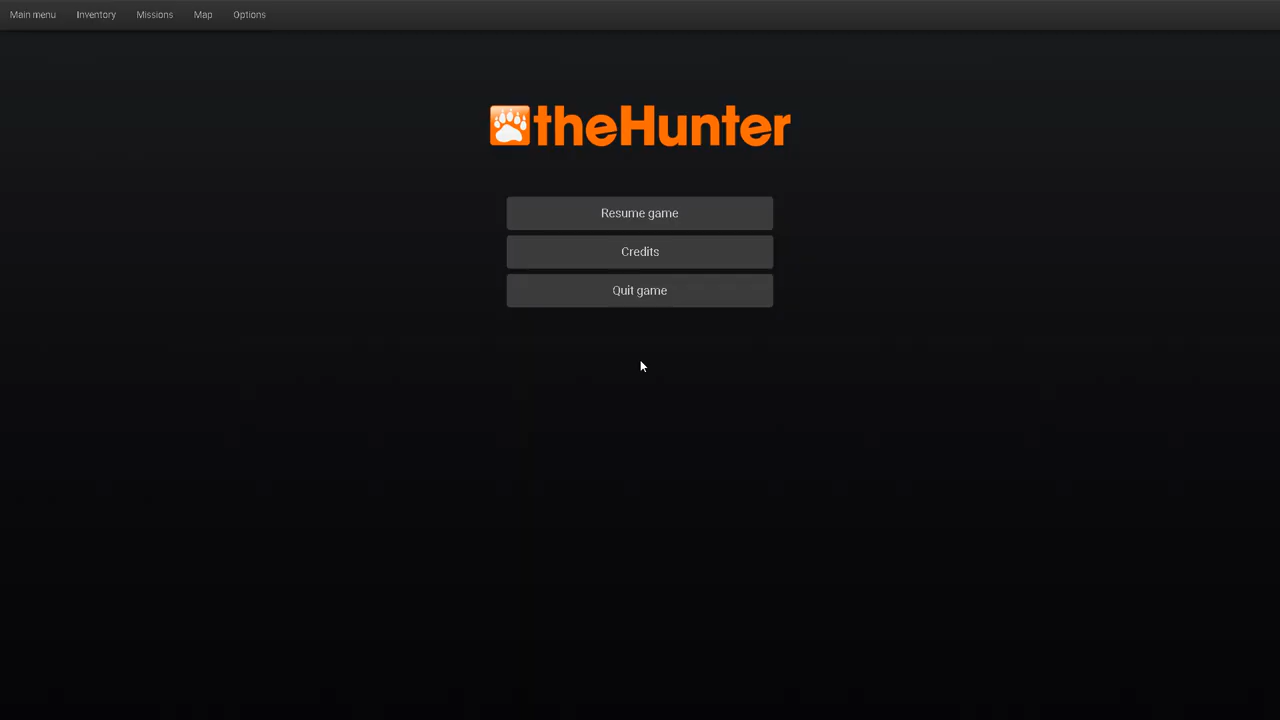 Main menu Inventory Missions Map Options
theHunter
Resume game
Credits
Quit game